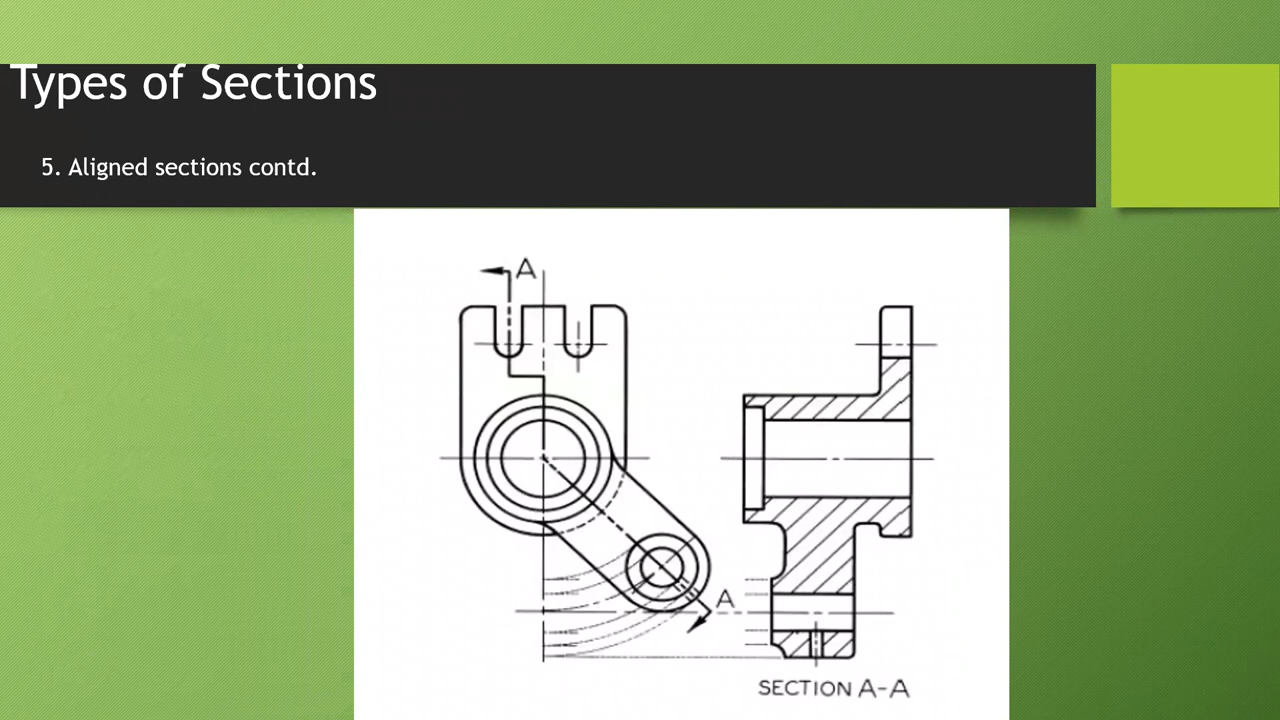 Types of Sections
5. Aligned sections contd.
A
A
SECTION A-A